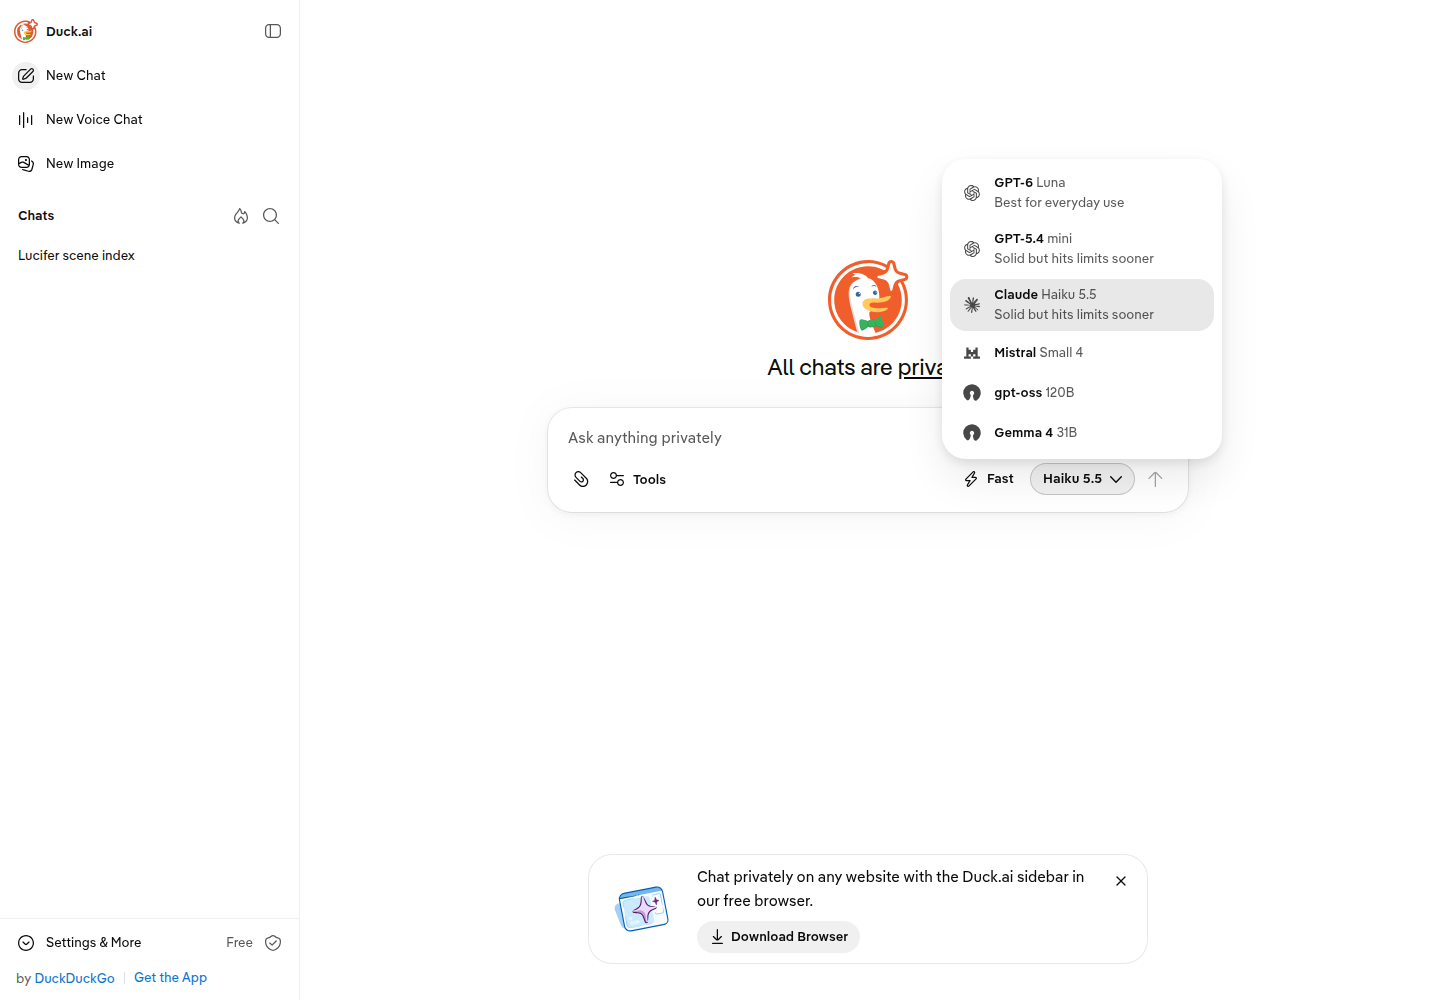 Duck.ai
New Chat
New Voice Chat
New Image
Chats
Lucifer scene index
Settings & More
Free
by DuckDuckGo
Get the App
All chats are
GPT-6 Luna
Best for everyday use
GPT-5.4 mini
Solid but hits limits sooner
Claude Haiku 5.5
Solid but hits limits sooner
Mistral Small 4
gpt-oss 120B
Gemma 4 31B
Ask anything privately
Tools
Fast
Haiku 5.5
Chat privately on any website with the Duck.ai sidebar in
our free browser.
Download Browser